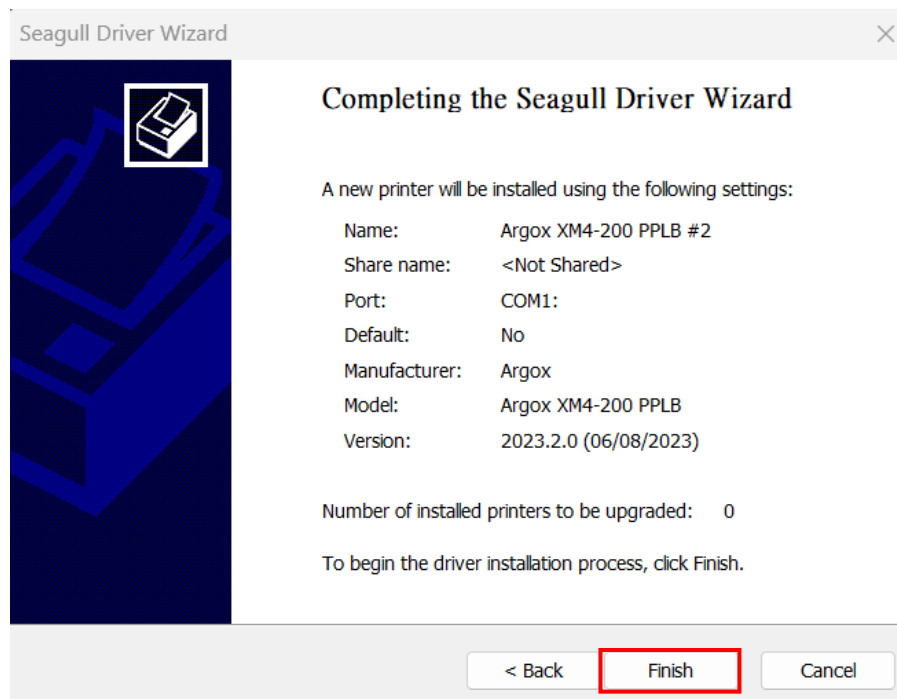 Seagull Driver Wizard
Completing the Seagull Driver Wizard
A new printer will be installed using the following settings:
Name: Argox XM4-200 PPLB #2
Share name: <Not Shared>
Port: COM1:
Default: No
Manufacturer: Argox
Model: Argox XM4-200 PPLB
Version: 2023.2.0 (06/08/2023)
Number of installed printers to be upgraded: 0
To begin the driver installation process, click Finish.
< Back Finish Cancel